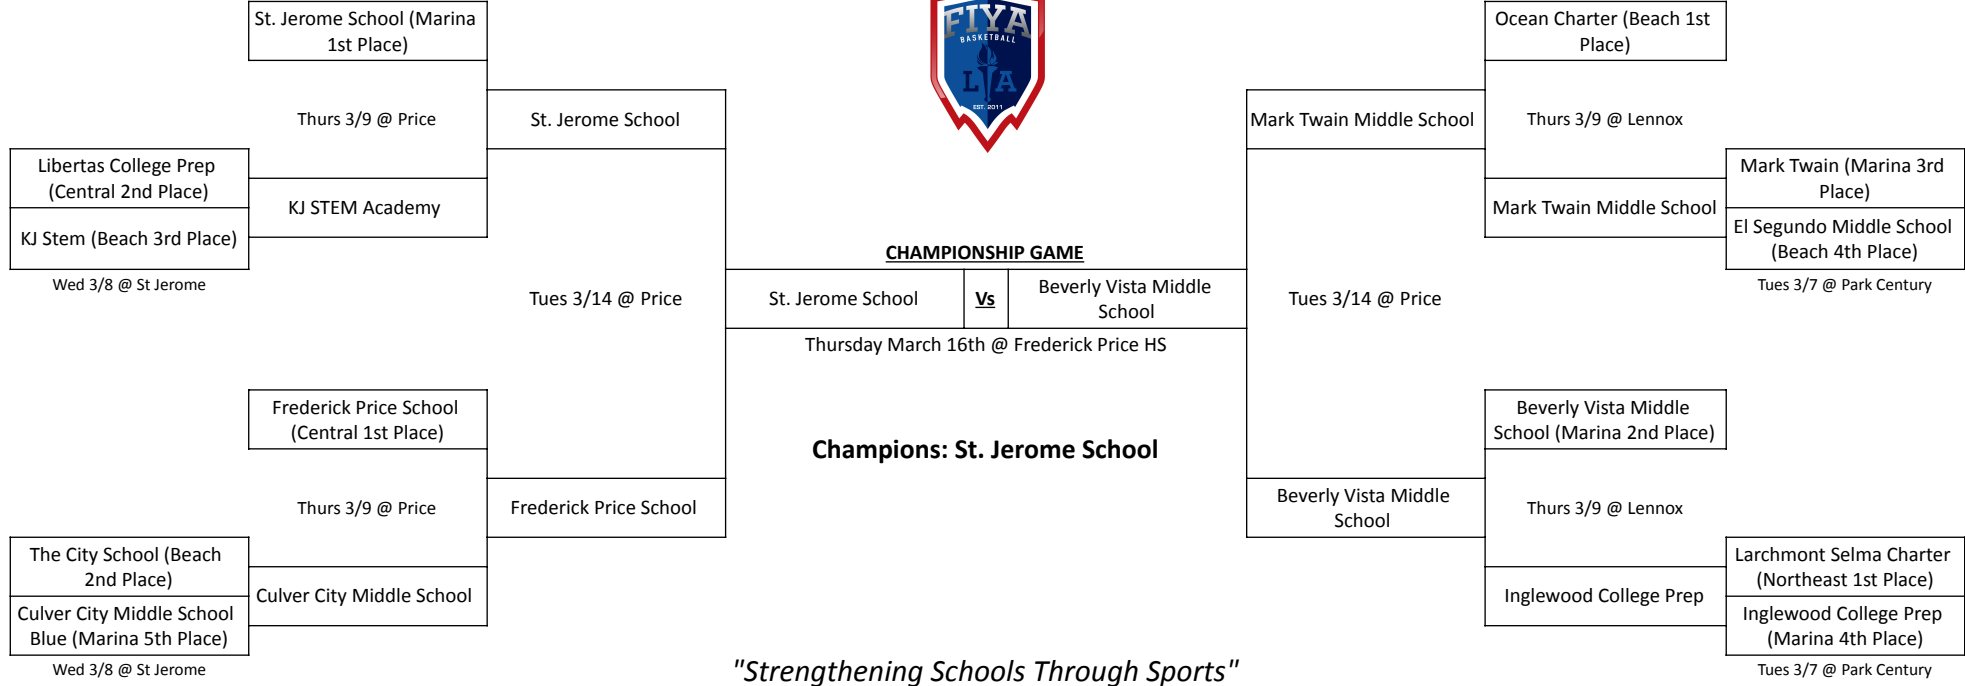 St. Jerome School (Marina
1st Place)
Thurs 3/9 @ Price
St. Jerome School
Libertas College Prep
(Central 2nd Place)
KJ STEM Academy
KJ Stem (Beach 3rd Place)
Wed 3/8 @ St Jerome
Tues 3/14 @ Price
Frederick Price School
(Central 1st Place)
Thurs 3/9 @ Price
Frederick Price School
The City School (Beach
2nd Place)
Culver City Middle School
Culver City Middle School
Blue (Marina 5th Place)
Wed 3/8 @ St Jerome
FIYA
BASKETBALL
L A
EST. 2011
CHAMPIONSHIP GAME
St. Jerome School
Vs
Beverly Vista Middle
School
Thursday March 16th @ Frederick Price HS
Champions: St. Jerome School
"Strengthening Schools Through Sports"
Ocean Charter (Beach 1st
Place)
Mark Twain Middle School
Thurs 3/9 @ Lennox
Mark Twain (Marina 3rd
Place)
Mark Twain Middle School
El Segundo Middle School
(Beach 4th Place)
Tues 3/7 @ Park Century
Tues 3/14 @ Price
Beverly Vista Middle
School (Marina 2nd Place)
Beverly Vista Middle
School
Thurs 3/9 @ Lennox
Larchmont Selma Charter
(Northeast 1st Place)
Inglewood College Prep
Inglewood College Prep
(Marina 4th Place)
Tues 3/7 @ Park Century